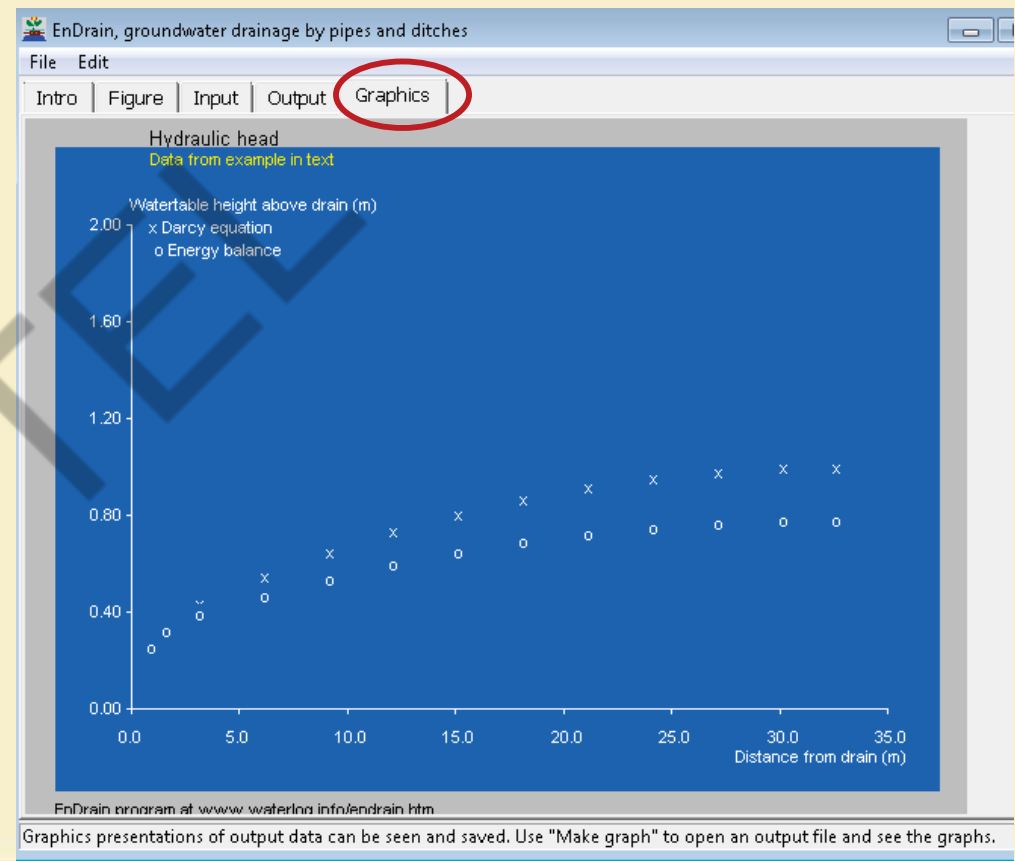 EnDrain, groundwater drainage by pipes and ditches
File Edit
Intro Figure Input Output Graphics
Hydraulic head
Data from example in text
Watertable height above drain (m)
2.00
x Darcy equation
o Energy balance
1.60
1.20
0.80
0.40
0.00
0.0 5.0 10.0 15.0 20.0 25.0 30.0 35.0
Distance from drain (m)
EnDrain program at www.waterlog.info/endrain.htm
Graphics presentations of output data can be seen and saved. Use "Make graph" to open an output file and see the graphs.
TEL